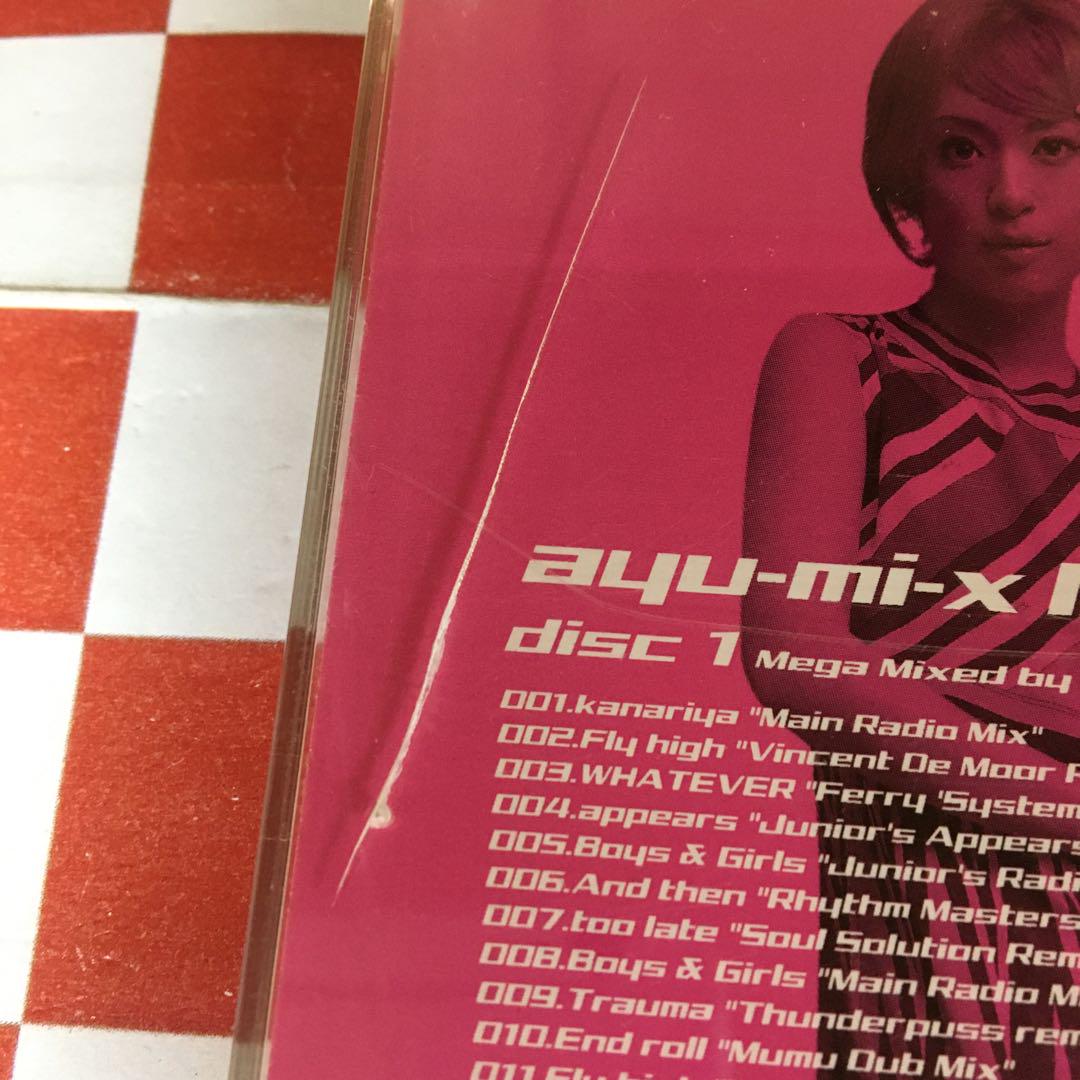 ayu-mi-x
disc 1 Mega Mixed by
001.kanariya "Main Radio Mix"
002.Fly high "Vincent De Moor
003.WHATEVER "Ferry 'System
004.appears "Junior's Appears
005.Boys & Girls "Junior's Radi
006.And then "Rhythm Masters
007.too late "Soul Solution Rem
008.Boys & Girls "Main Radio M
009.Trauma "Thunderpuss rem
010.End roll "Mumu Dub Mix"
011.Fly